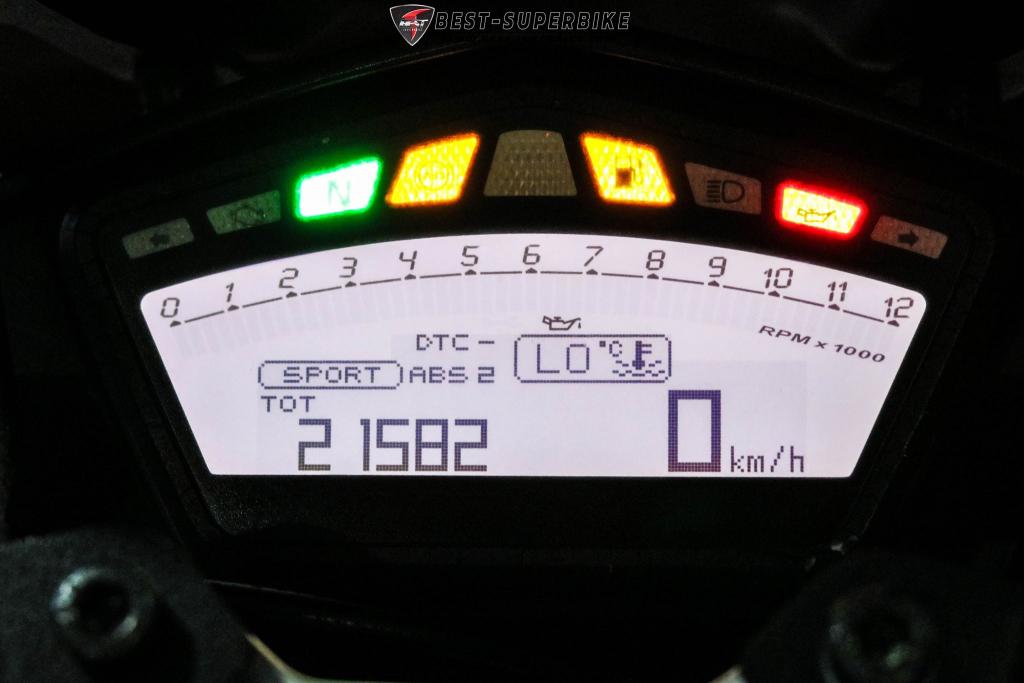 BEST-SUPERBIKE
N
0 1 2 3 4 5 6 7 8 9 10 11 12
RPM x 1000
DTC -
LO °C
SPORT ABS 2
TOT
21582
0 km/h